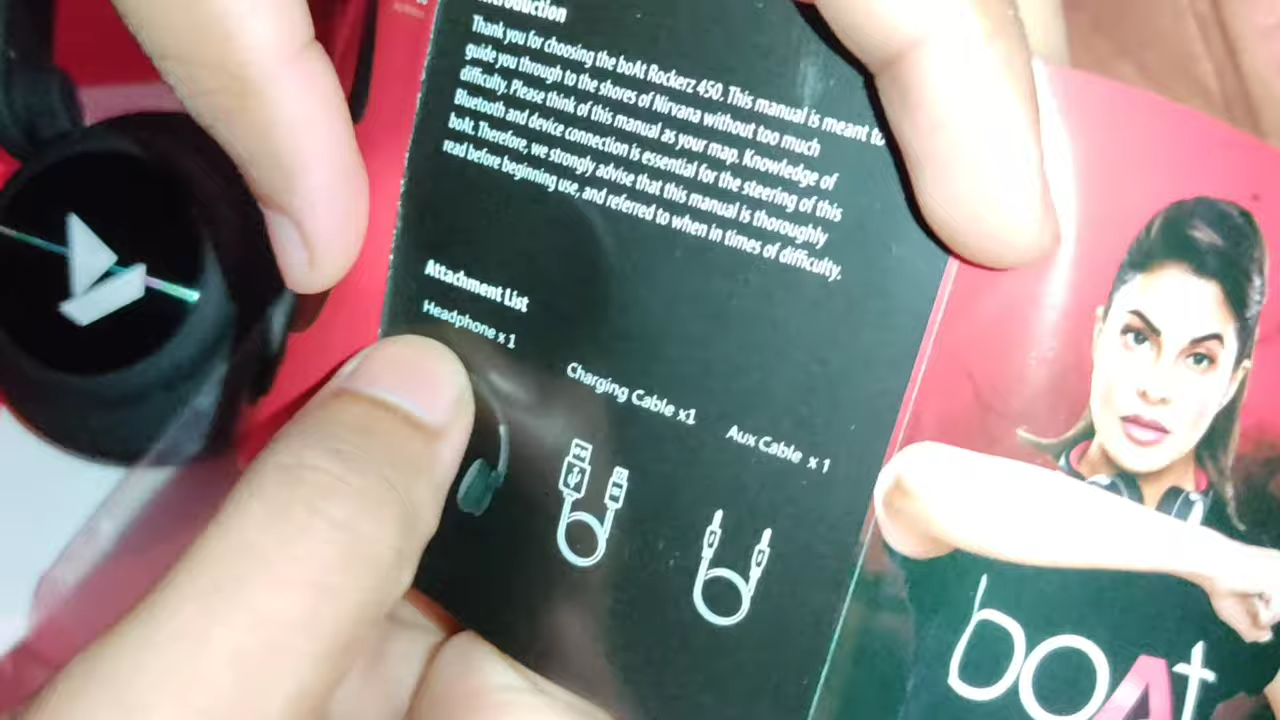 Introduction
Thank you for choosing the boAt Rockerz 450. This manual is meant to
guide you through to the shores of Nirvana without too much
difficulty. Please think of this manual as your map. Knowledge of
Bluetooth and device connection is essential for the steering of this
boAt. Therefore, we strongly advise that this manual is thoroughly
read before beginning use, and referred to when in times of difficulty.
Attachment List
Headphone x 1
Charging Cable x1
Aux Cable x 1
boAt